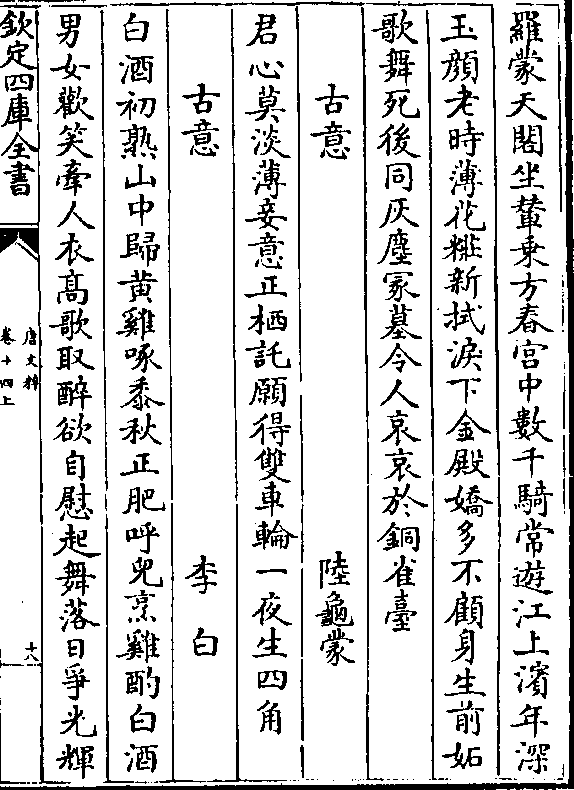 羅蒙天閣坐輦乗方春宫中數千騎常遊江上濱年深
玉顔老時薄花糚新拭淚下金殿嬌多不顧身生前妬
歌舞死後同灰塵冢墓令人哀哀於銅雀臺
古意　陸龜蒙
君心莫淡薄妾意正栖託願得雙車輪一夜生四角
古意　李白
白酒初熟山中歸黄雞啄黍秋正肥呼兒烹雞酌白酒
男女歡笑牽人衣髙歌取醉欲自慰起舞落日爭光輝
欽定四庫全書
唐文粹
卷十四上
十八